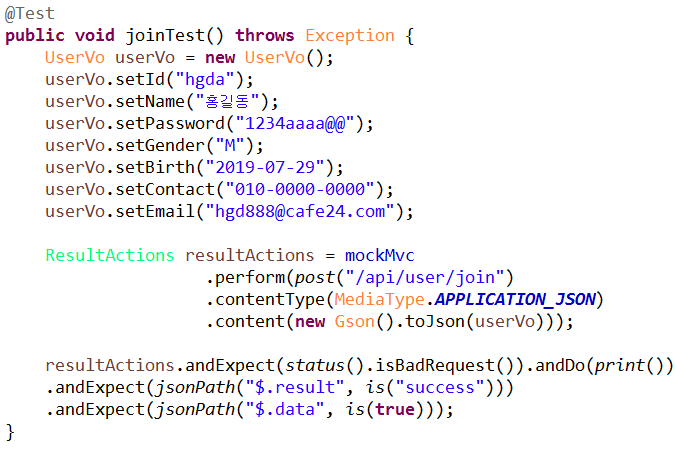 @Test
public void joinTest() throws Exception {
    UserVo userVo = new UserVo();
    userVo.setId("hgda");
    userVo.setName("홍길동");
    userVo.setPassword("1234aaaa@@");
    userVo.setGender("M");
    userVo.setBirth("2019-07-29");
    userVo.setContact("010-0000-0000");
    userVo.setEmail("hgd888@cafe24.com");

    ResultActions resultActions = mockMvc
                    .perform(post("/api/user/join")
                    .contentType(MediaType.APPLICATION_JSON)
                    .content(new Gson().toJson(userVo)));

    resultActions.andExpect(status().isBadRequest()).andDo(print())
    .andExpect(jsonPath("$.result", is("success")))
    .andExpect(jsonPath("$.data", is(true)));
}